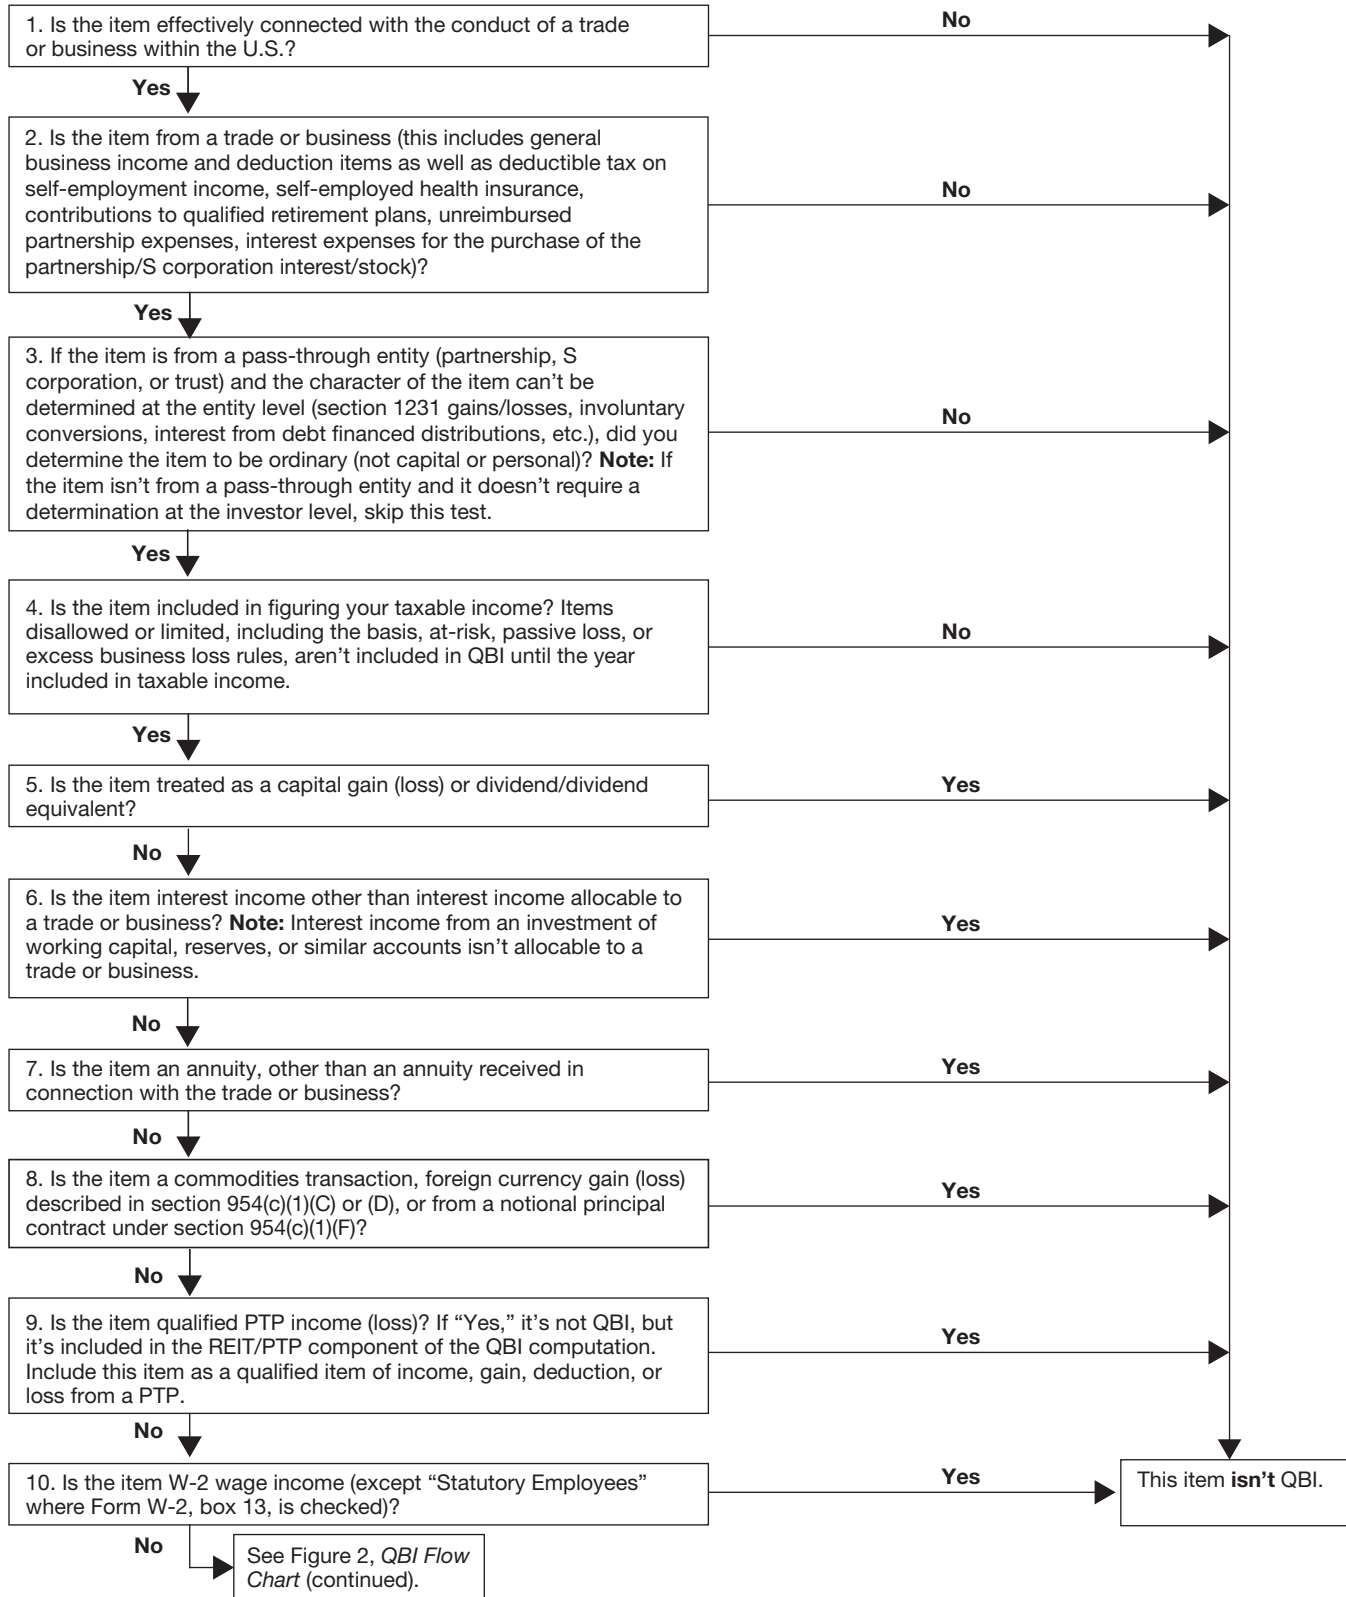 1. Is the item effectively connected with the conduct of a trade
or business within the U.S.?
No
Yes
2. Is the item from a trade or business (this includes general
business income and deduction items as well as deductible tax on
self-employment income, self-employed health insurance,
contributions to qualified retirement plans, unreimbursed
partnership expenses, interest expenses for the purchase of the
partnership/S corporation interest/stock)?
No
Yes
3. If the item is from a pass-through entity (partnership, S
corporation, or trust) and the character of the item can’t be
determined at the entity level (section 1231 gains/losses, involuntary
conversions, interest from debt financed distributions, etc.), did you
determine the item to be ordinary (not capital or personal)? Note: If
the item isn’t from a pass-through entity and it doesn’t require a
determination at the investor level, skip this test.
No
Yes
4. Is the item included in figuring your taxable income? Items
disallowed or limited, including the basis, at-risk, passive loss, or
excess business loss rules, aren’t included in QBI until the year
included in taxable income.
No
Yes
5. Is the item treated as a capital gain (loss) or dividend/dividend
equivalent?
Yes
No
6. Is the item interest income other than interest income allocable to
a trade or business? Note: Interest income from an investment of
working capital, reserves, or similar accounts isn’t allocable to a
trade or business.
Yes
No
7. Is the item an annuity, other than an annuity received in
connection with the trade or business?
Yes
No
8. Is the item a commodities transaction, foreign currency gain (loss)
described in section 954(c)(1)(C) or (D), or from a notional principal
contract under section 954(c)(1)(F)?
Yes
No
9. Is the item qualified PTP income (loss)? If “Yes,” it’s not QBI, but
it’s included in the REIT/PTP component of the QBI computation.
Include this item as a qualified item of income, gain, deduction, or
loss from a PTP.
Yes
No
10. Is the item W-2 wage income (except “Statutory Employees”
where Form W-2, box 13, is checked)?
Yes
This item isn’t QBI.
No
See Figure 2, QBI Flow
Chart (continued).